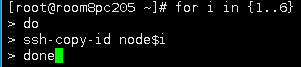 [root@room8pc205 ~]# for i in {1..6}
> do
> ssh-copy-id node$i
> done